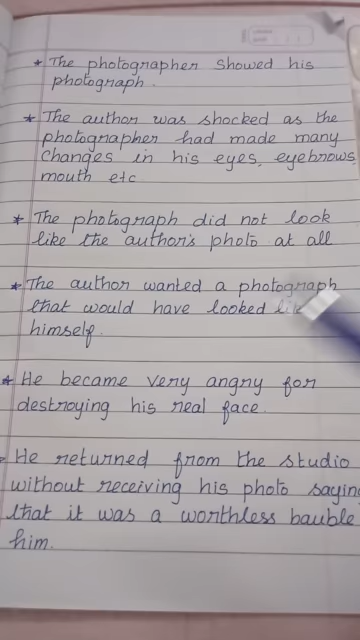 * The photographer showed his
photograph.
* The author was shocked as the
photographer had made many
changes in his eyes, eyebrows
mouth etc
* The photograph did not look
like the author's photo at all
* The author wanted a photograph
that would have looked
himself.
* He became very angry for
destroying his real face.
He returned from the studio
without receiving his photo saying
that it was a worthless bauble
him.